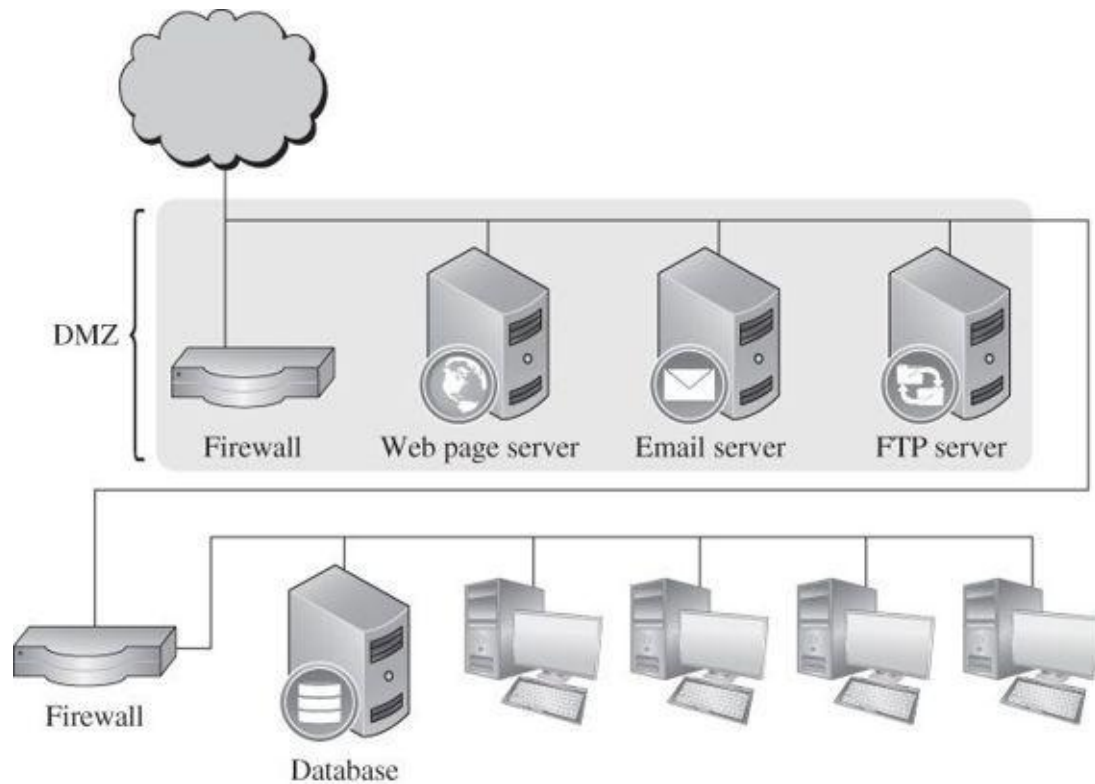 DMZ
Firewall
Web page server
Email server
FTP server
Firewall
Database